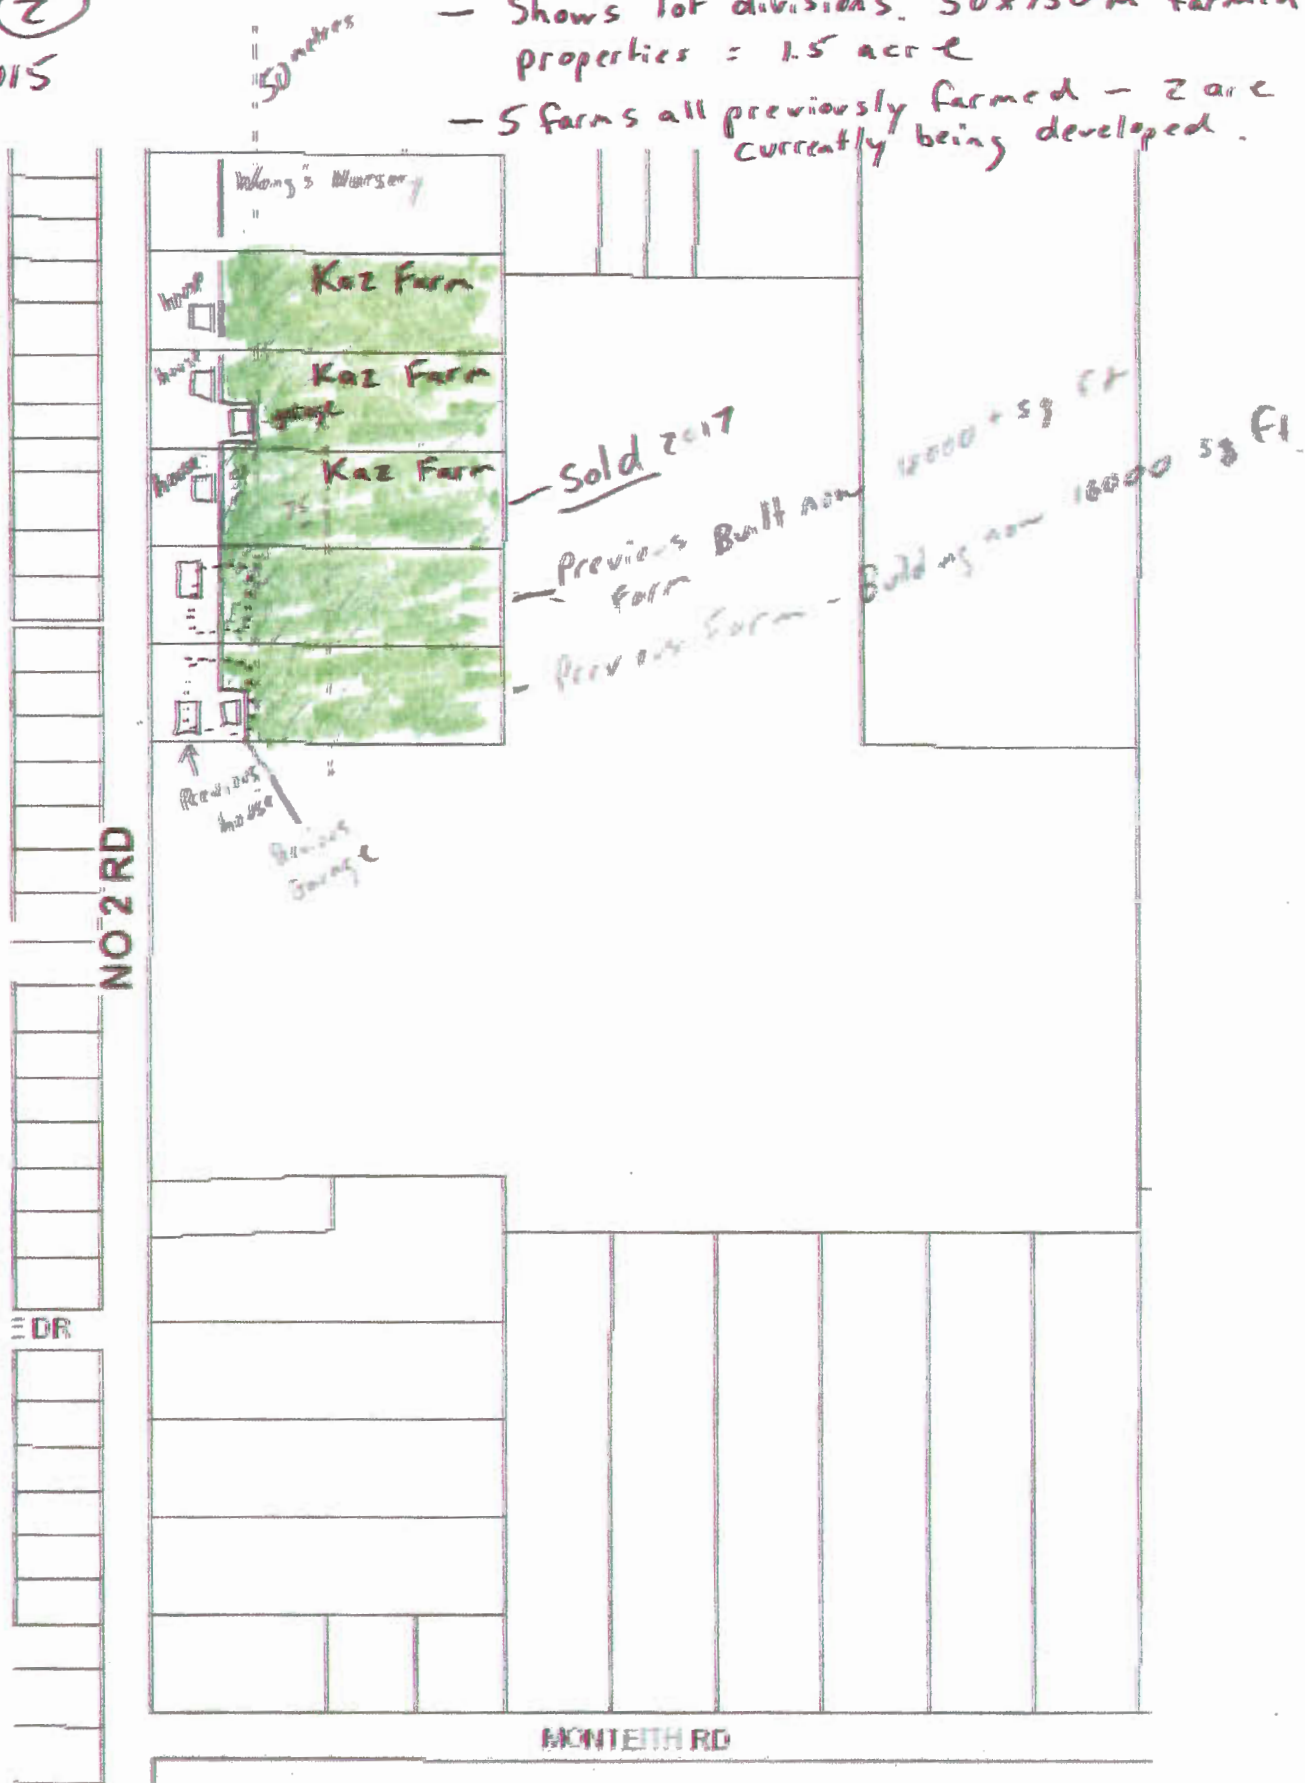 2
015
50 metres
- Shows lot divisions. 50x150 m farmed
properties = 1.5 acre
- 5 farms all previously farmed - 2 are
currently being developed.
Wong's Nursery
house
Kaz Farm
house
Kaz Farm
garage
house
Kaz Farm
75
- Sold 2017
- Previous Built now 18000 + sq ft
Farm
- Previous Farm - Building now 16000 sq ft
Previous
house
Previous
Garage
NO 2 RD
E DR
MONTEITH RD